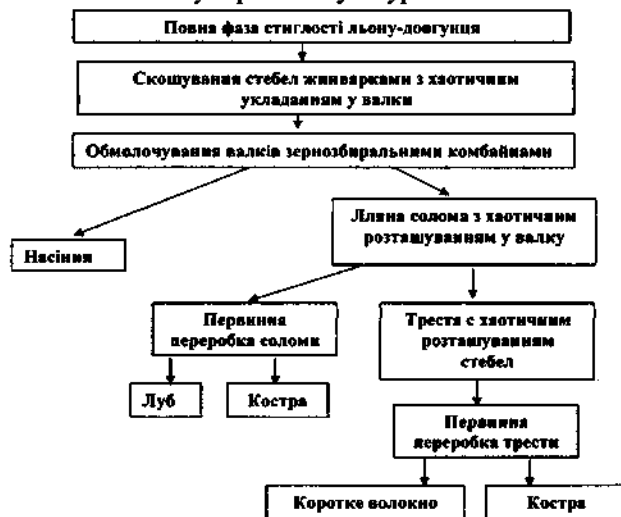 Повна фаза стиглості льону-довгунця
Скошування стебел жниварками з хаотичним
укладанням у валки
Обмолочування валків зернозбиральними комбайнами
Лляна солома з хаотичним
розташуванням у валку
Насіння
Первинна
переробка соломи
Треста с хаотичним
розташуванням
стебел
Луб
Костра
Первинна
переробка трести
Коротке волокно
Костра